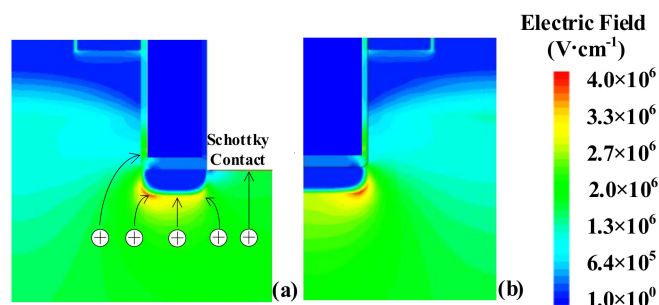 Electric Field
(V·cm⁻¹)
4.0×10⁶
3.3×10⁶
2.7×10⁶
2.0×10⁶
1.3×10⁶
6.4×10⁵
1.0×10⁰
Schottky
Contact
+ + + + +
(a)
(b)